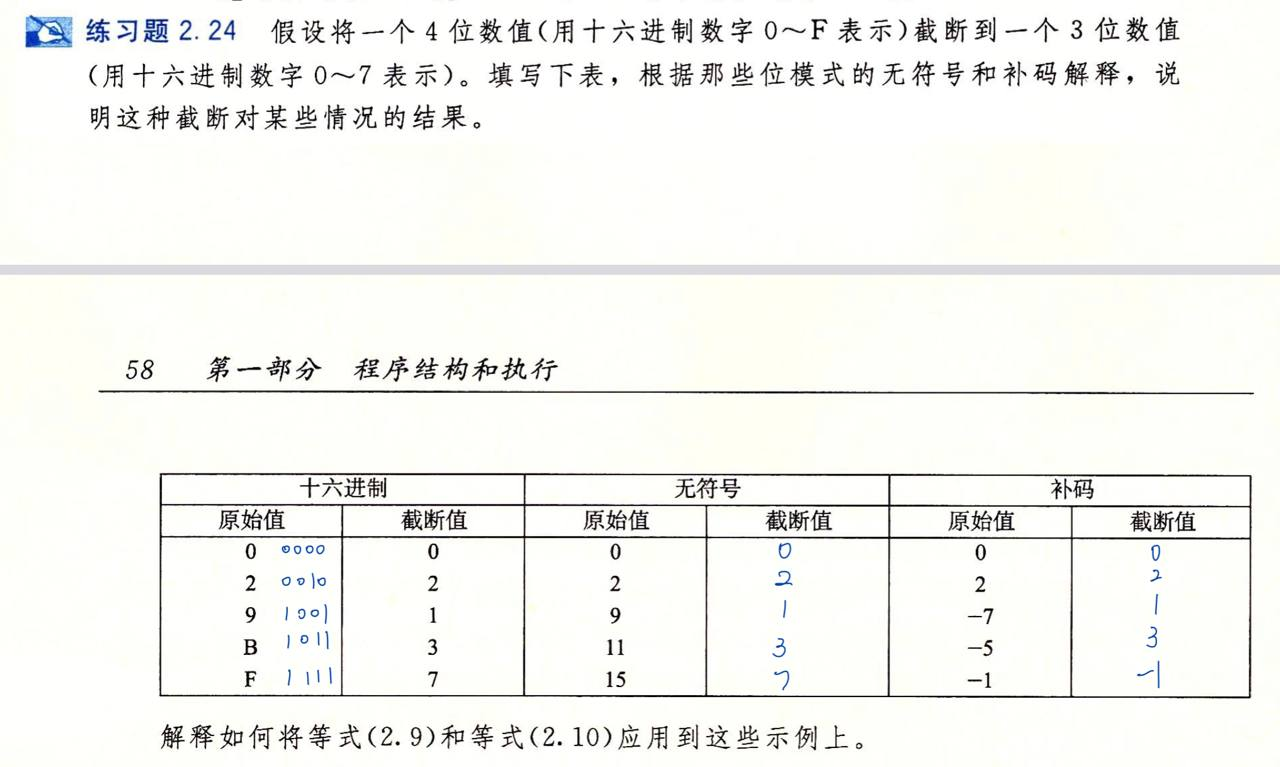 练习题 2.24 假设将一个 4 位数值(用十六进制数字 0～F 表示)截断到一个 3 位数值
(用十六进制数字 0～7 表示)。填写下表，根据那些位模式的无符号和补码解释，说
明这种截断对某些情况的结果。
58 第一部分 程序结构和执行
十六进制 无符号 补码
原始值 截断值 原始值 截断值 原始值 截断值
0 0000 0 0 0 0 0
2 0010 2 2 2 2 2
9 1001 1 9 1 -7 1
B 1011 3 11 3 -5 3
F 1111 7 15 7 -1 -1
解释如何将等式(2.9)和等式(2.10)应用到这些示例上。